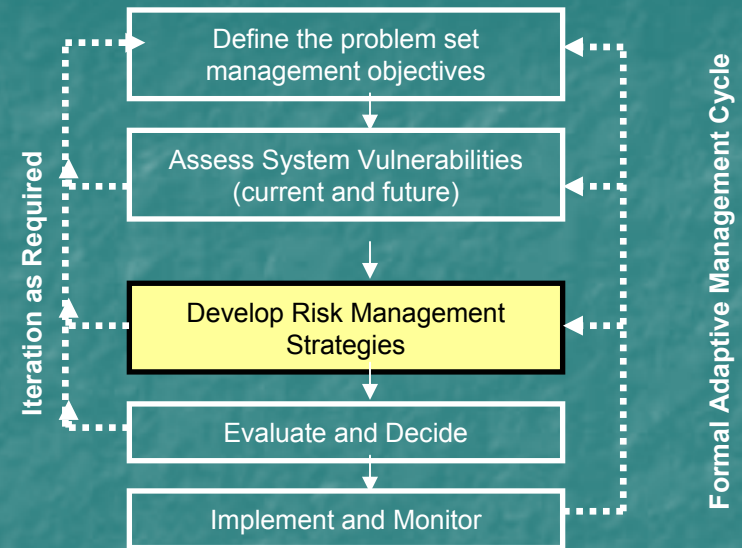 Define the problem set
management objectives
Assess System Vulnerabilities
(current and future)
Develop Risk Management
Strategies
Evaluate and Decide
Implement and Monitor
Iteration as Required
Formal Adaptive Management Cycle